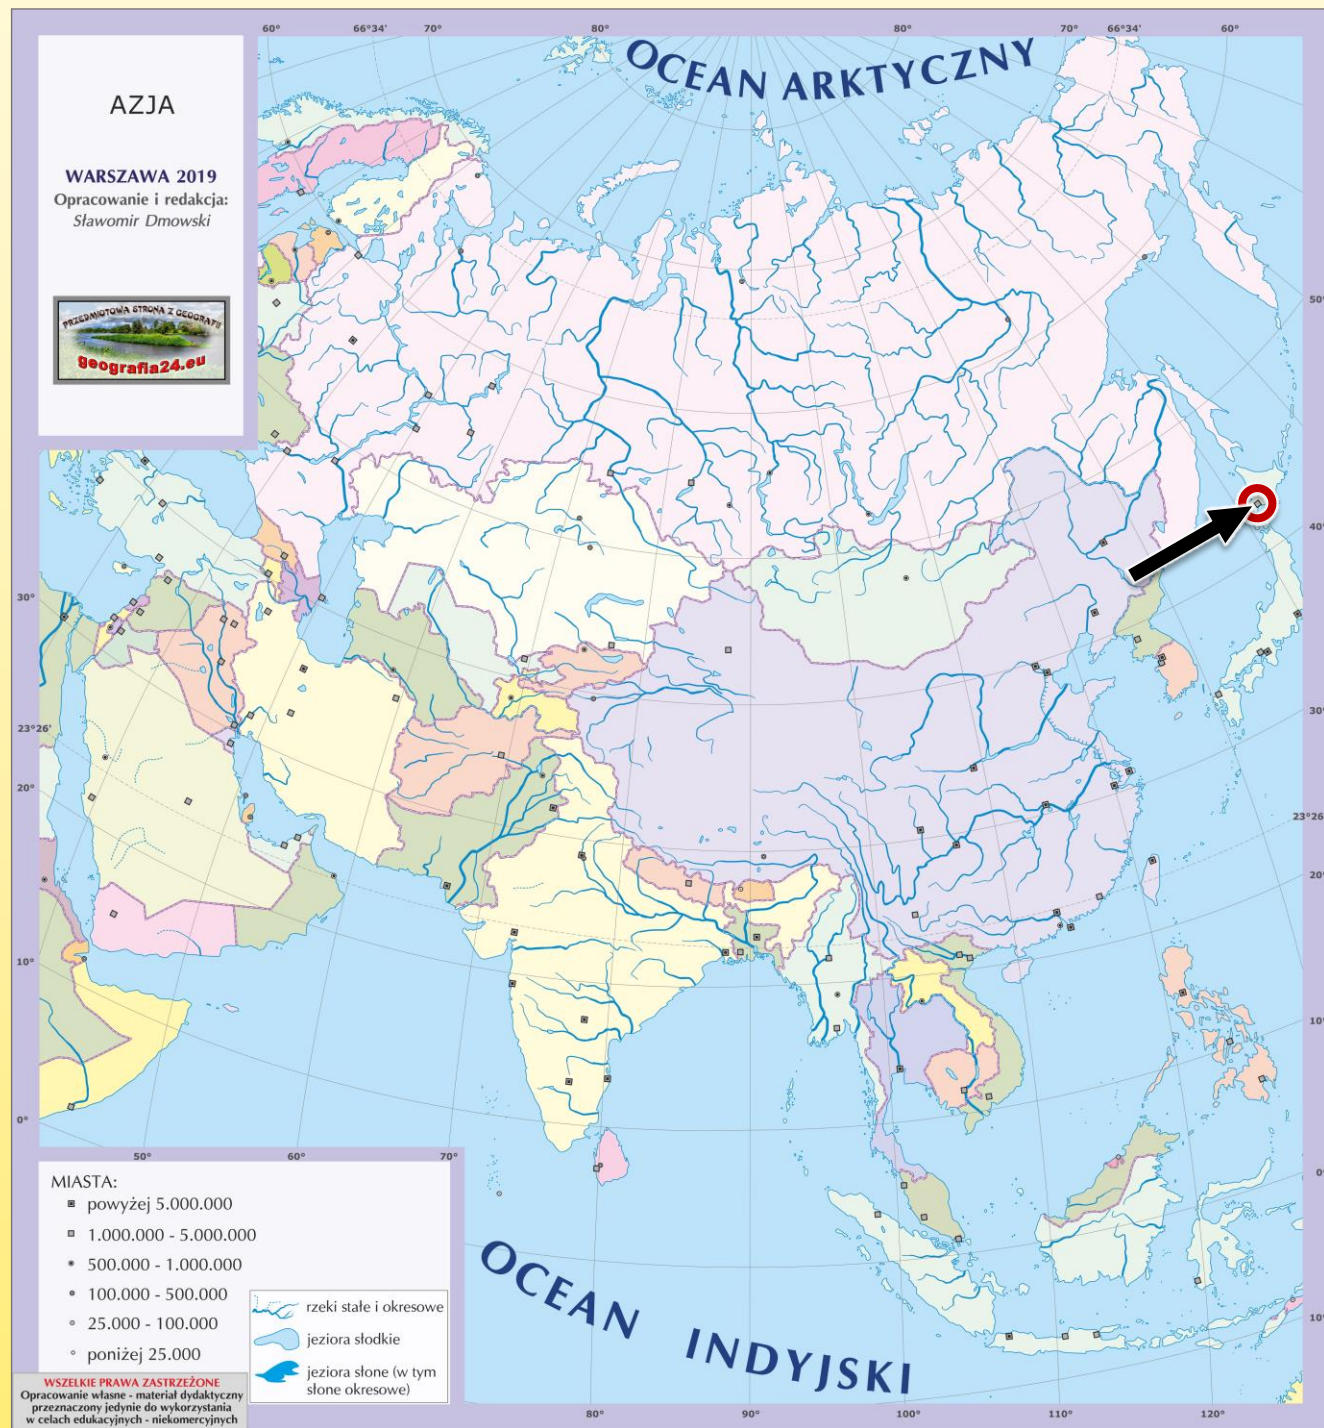 60°
66°34'
70°
80°
80°
70°
66°34'
60°
OCEAN ARKTYCZNY
AZJA
WARSZAWA 2019
Opracowanie i redakcja:
Sławomir Dmowski
PRZEDMIOTOWA STRONA Z GEOGRAFII
geografia24.eu
50°
40°
30°
30°
23°26'
20°
23°26'
20°
10°
10°
0°
0°
10°
50°
60°
70°
MIASTA:
powyżej 5.000.000
1.000.000 - 5.000.000
500.000 - 1.000.000
100.000 - 500.000
25.000 - 100.000
poniżej 25.000
rzeki stałe i okresowe
jeziora słodkie
jeziora słone (w tym
słone okresowe)
OCEAN INDYJSKI
WSZELKIE PRAWA ZASTRZEŻONE
Opracowanie własne - materiał dydaktyczny
przeznaczony jedynie do wykorzystania
w celach edukacyjnych - niekomercyjnych
80°
90°
100°
110°
120°